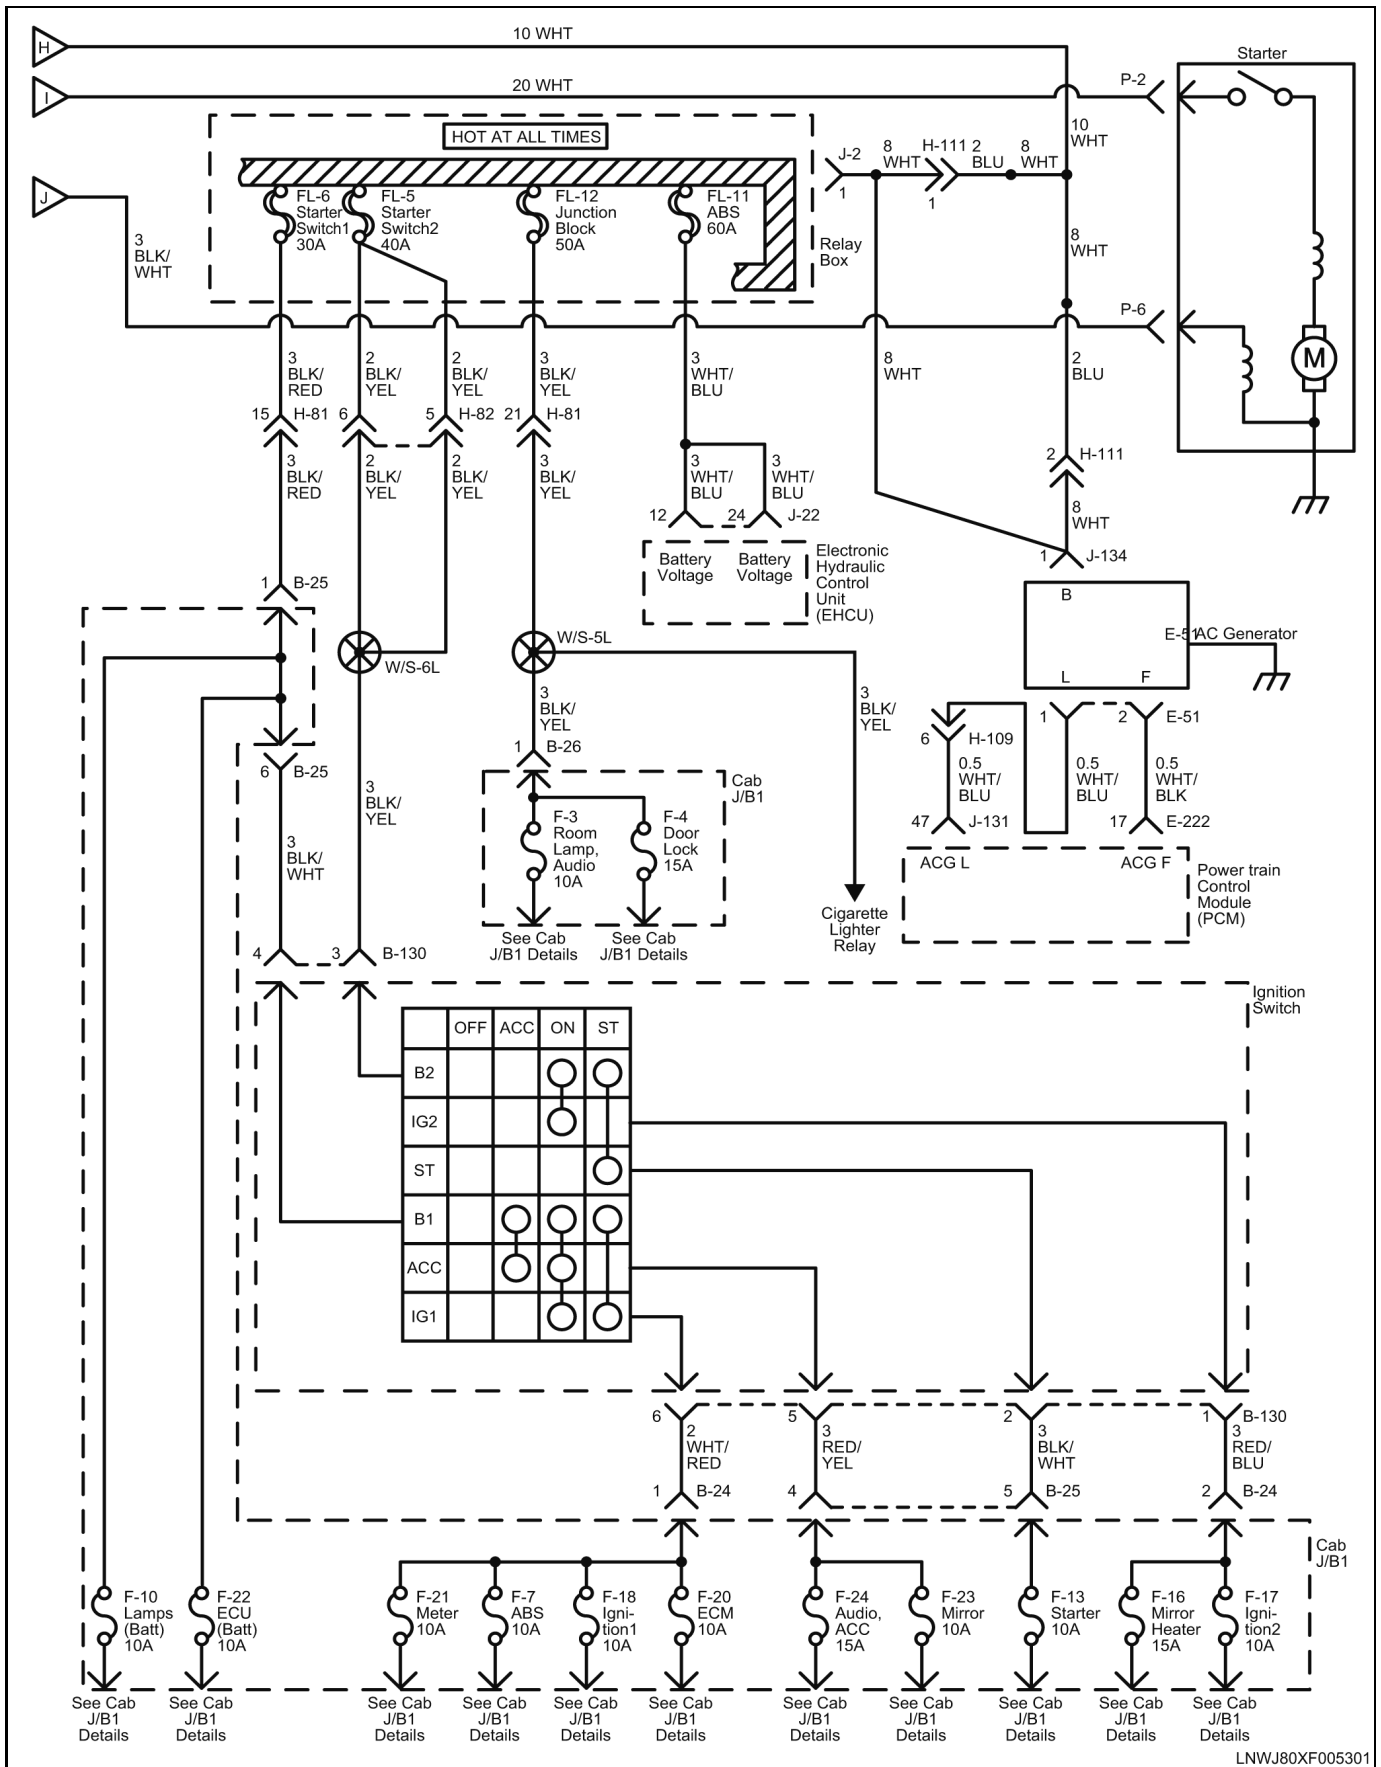 H
10 WHT
I
20 WHT
P-2
Starter
HOT AT ALL TIMES
10
WHT
J-2
1
8
WHT
H-111
1
2
BLU
8
WHT
J
3
BLK/
WHT
FL-6
Starter
Switch1
30A
FL-5
Starter
Switch2
40A
FL-12
Junction
Block
50A
FL-11
ABS
60A
Relay
Box
8
WHT
P-6
M
3
BLK/
RED
2
BLK/
YEL
2
BLK/
YEL
3
BLK/
YEL
3
WHT/
BLU
8
WHT
2
BLU
15
H-81
6
5
H-82
21
H-81
3
BLK/
RED
2
BLK/
YEL
2
BLK/
YEL
3
BLK/
YEL
3
WHT/
BLU
3
WHT/
BLU
2
H-111
8
WHT
12
24
J-22
1
J-134
Battery
Voltage
Battery
Voltage
Electronic
Hydraulic
Control
Unit
(EHCU)
1
B-25
B
E-51
AC Generator
L
F
W/S-6L
W/S-5L
3
BLK/
YEL
3
BLK/
YEL
1
2
E-51
6
H-109
1
B-26
6
B-25
Cab
J/B1
0.5
WHT/
BLU
0.5
WHT/
BLU
0.5
WHT/
BLK
3
BLK/
YEL
F-3
Room
Lamp,
Audio
10A
F-4
Door
Lock
15A
47
J-131
17
E-222
3
BLK/
WHT
ACG L
ACG F
Power train
Control
Module
(PCM)
Cigarette
Lighter
Relay
See Cab
J/B1 Details
See Cab
J/B1 Details
4
3
B-130
Ignition
Switch
OFF
ACC
ON
ST
B2
IG2
ST
B1
ACC
IG1
6
5
2
1
B-130
2
WHT/
RED
3
RED/
YEL
3
BLK/
WHT
3
RED/
BLU
1
B-24
4
5
B-25
2
B-24
Cab
J/B1
F-10
Lamps
(Batt)
10A
F-22
ECU
(Batt)
10A
F-21
Meter
10A
F-7
ABS
10A
F-18
Igni-
tion1
10A
F-20
ECM
10A
F-24
Audio,
ACC
15A
F-23
Mirror
10A
F-13
Starter
10A
F-16
Mirror
Heater
15A
F-17
Igni-
tion2
10A
See Cab
J/B1
Details
See Cab
J/B1
Details
See Cab
J/B1
Details
See Cab
J/B1
Details
See Cab
J/B1
Details
See Cab
J/B1
Details
See Cab
J/B1
Details
See Cab
J/B1
Details
See Cab
J/B1
Details
See Cab
J/B1
Details
See Cab
J/B1
Details
LNWJ80XF005301